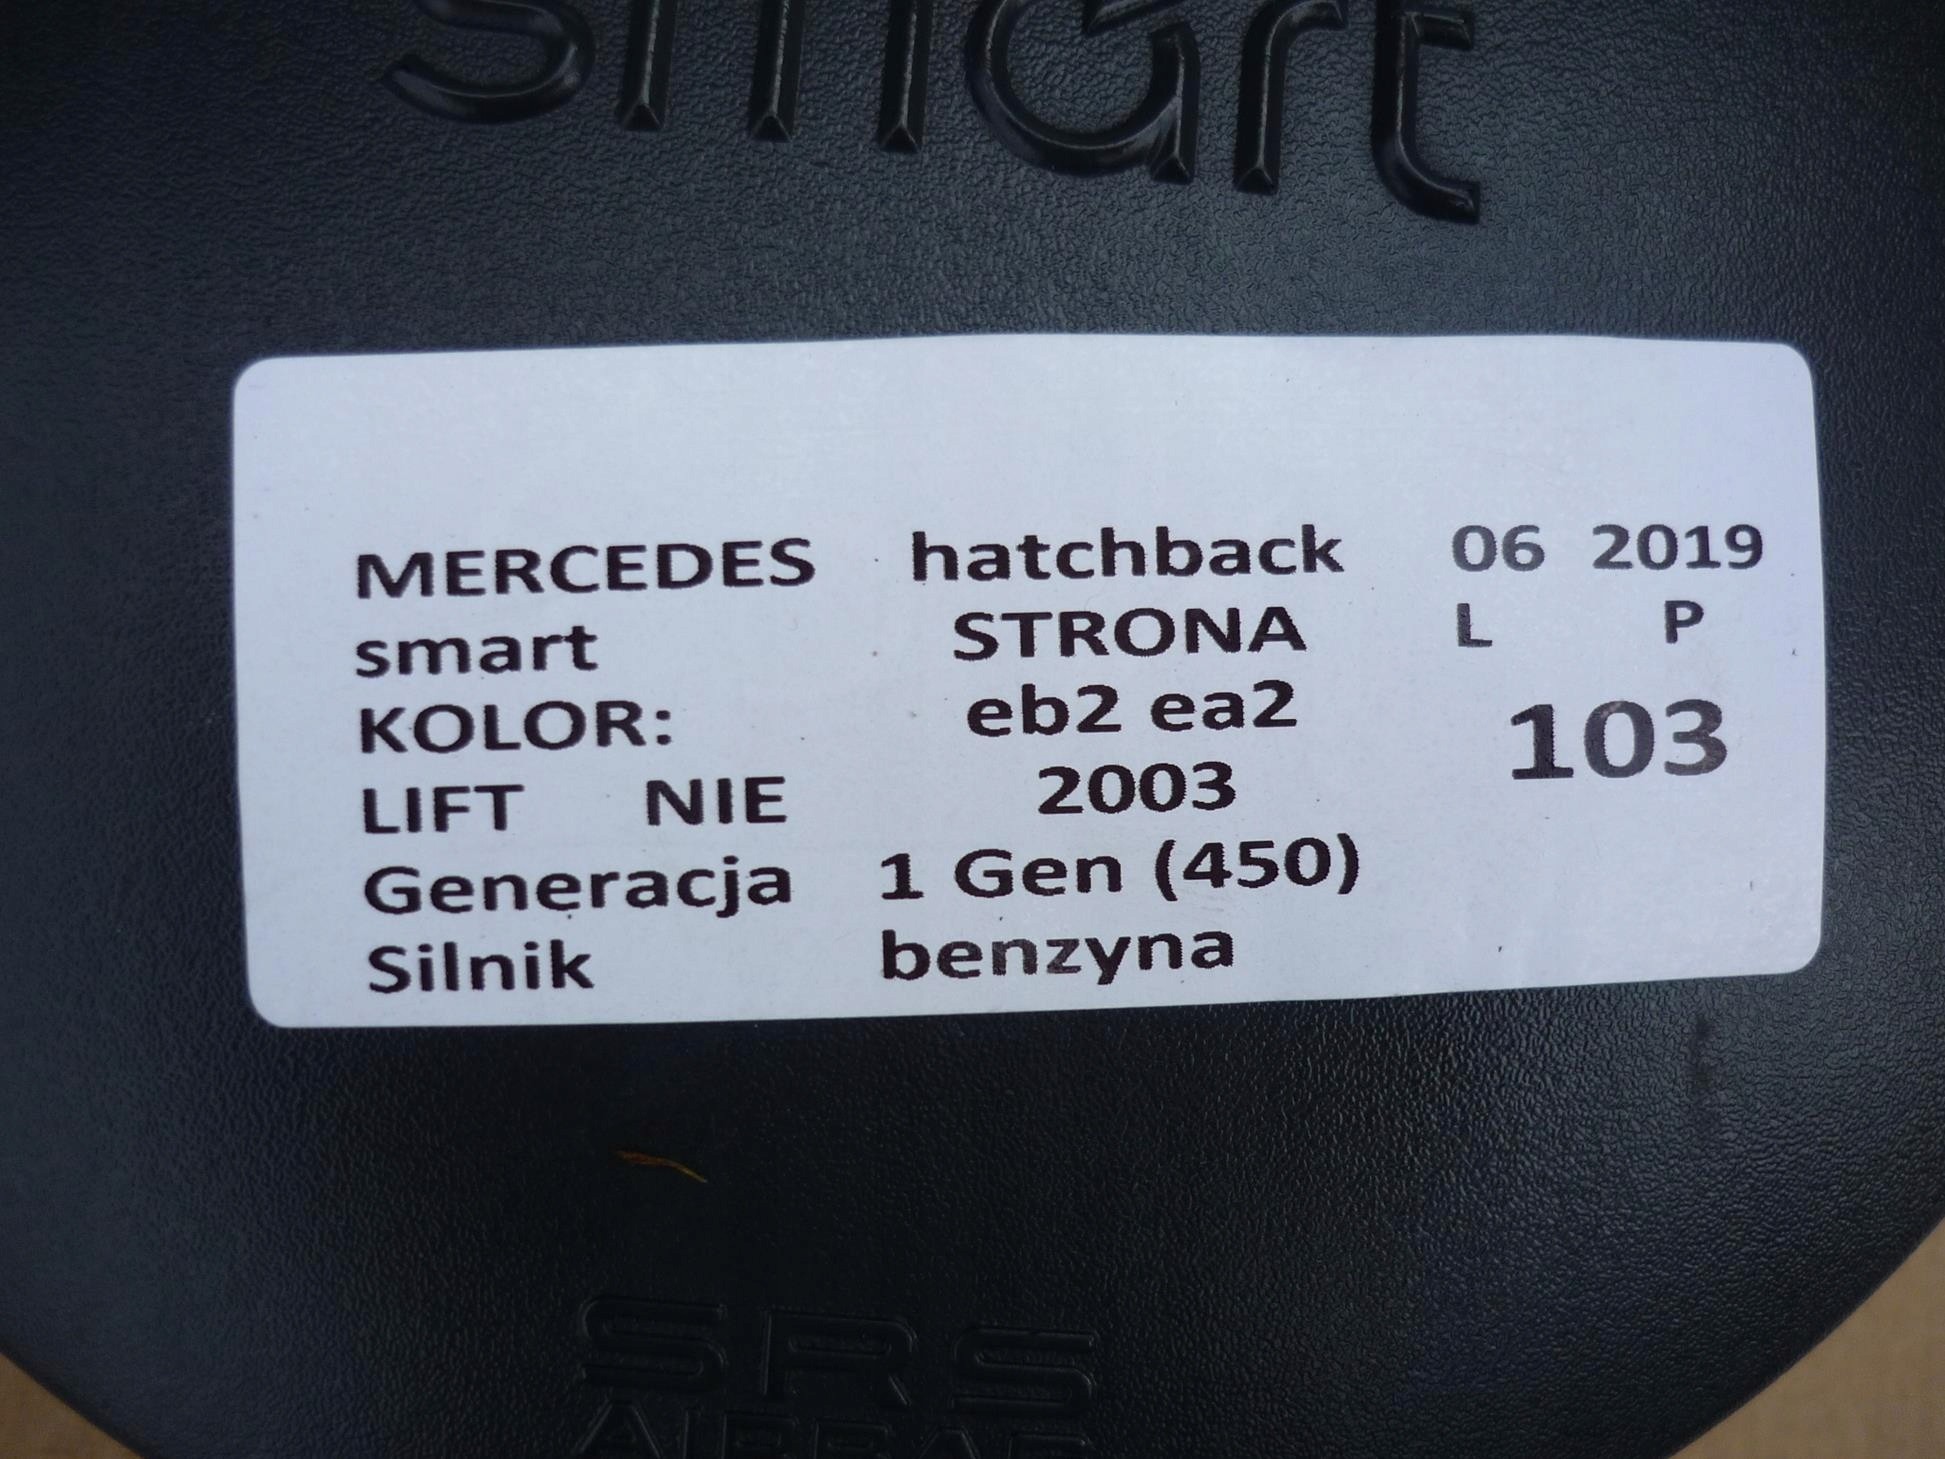 smart
MERCEDES hatchback 06 2019
smart STRONA L P
KOLOR: eb2 ea2 103
LIFT NIE 2003
Generacja 1 Gen (450)
Silnik benzyna
SRS
AIRBAG